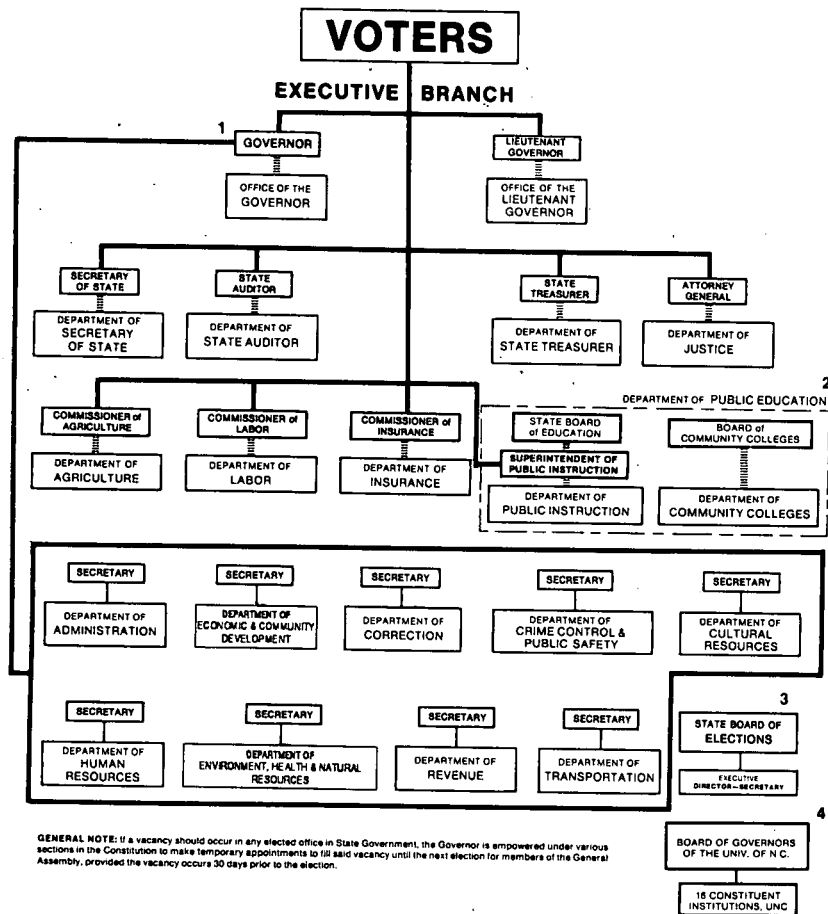 VOTERS
EXECUTIVE BRANCH
1
GOVERNOR
LIEUTENANT
GOVERNOR
OFFICE OF THE
GOVERNOR
OFFICE OF THE
LIEUTENANT
GOVERNOR
SECRETARY
OF STATE
STATE
AUDITOR
STATE
TREASURER
ATTORNEY
GENERAL
DEPARTMENT OF
SECRETARY
OF STATE
DEPARTMENT OF
STATE AUDITOR
DEPARTMENT OF
STATE TREASURER
DEPARTMENT OF
JUSTICE
2
DEPARTMENT OF PUBLIC EDUCATION
COMMISSIONER of
AGRICULTURE
COMMISSIONER of
LABOR
COMMISSIONER of
INSURANCE
STATE BOARD
of EDUCATION
BOARD of
COMMUNITY COLLEGES
SUPERINTENDENT OF
PUBLIC INSTRUCTION
DEPARTMENT OF
AGRICULTURE
DEPARTMENT OF
LABOR
DEPARTMENT OF
INSURANCE
DEPARTMENT OF
PUBLIC INSTRUCTION
DEPARTMENT OF
COMMUNITY COLLEGES
SECRETARY
SECRETARY
SECRETARY
SECRETARY
SECRETARY
DEPARTMENT OF
ADMINISTRATION
DEPARTMENT OF
ECONOMIC & COMMUNITY
DEVELOPMENT
DEPARTMENT OF
CORRECTION
DEPARTMENT OF
CRIME CONTROL &
PUBLIC SAFETY
DEPARTMENT OF
CULTURAL
RESOURCES
SECRETARY
SECRETARY
SECRETARY
SECRETARY
DEPARTMENT OF
HUMAN
RESOURCES
DEPARTMENT OF
ENVIRONMENT, HEALTH & NATURAL
RESOURCES
DEPARTMENT OF
REVENUE
DEPARTMENT OF
TRANSPORTATION
3
STATE BOARD OF
ELECTIONS
EXECUTIVE
DIRECTOR—SECRETARY
4
BOARD OF GOVERNORS
OF THE UNIV. OF N C.
16 CONSTITUENT
INSTITUTIONS, UNC
GENERAL NOTE: If a vacancy should occur in any elected office in State Government, the Governor is empowered under various
sections in the Constitution to make temporary appointments to fill said vacancy until the next election for members of the General
Assembly, provided the vacancy occurs 30 days prior to the election.